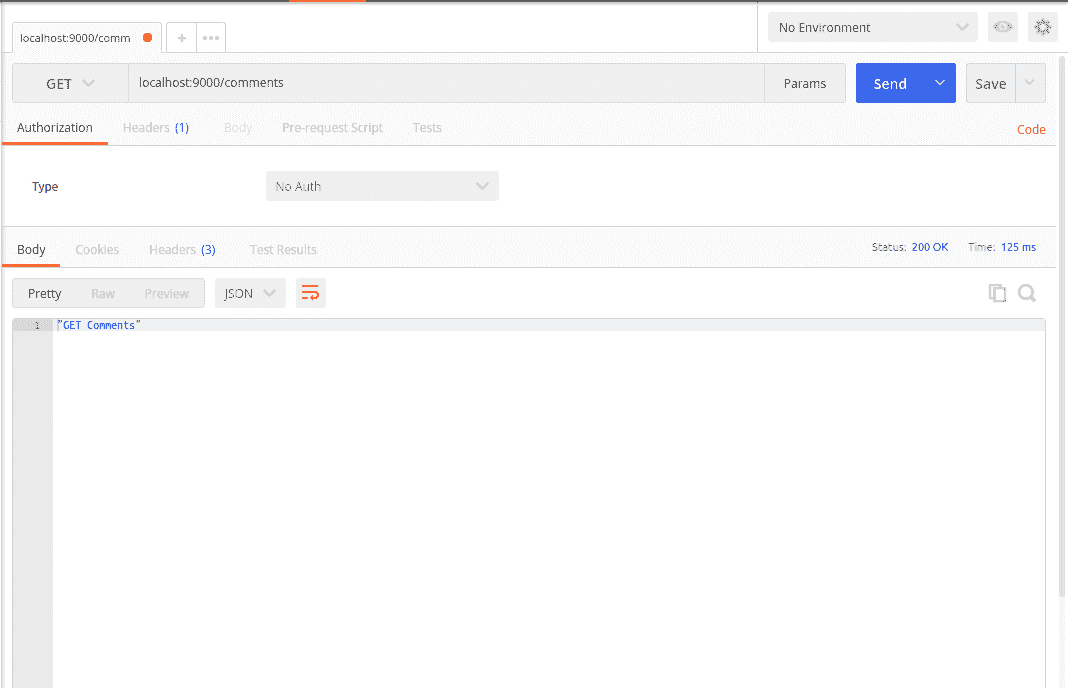 localhost:9000/comm
No Environment
GET localhost:9000/comments Params Send Save
Authorization Headers (1) Body Pre-request Script Tests Code
Type No Auth
Body Cookies Headers (3) Test Results Status: 200 OK Time: 125 ms
Pretty Raw Preview JSON
1 "GET Comments"